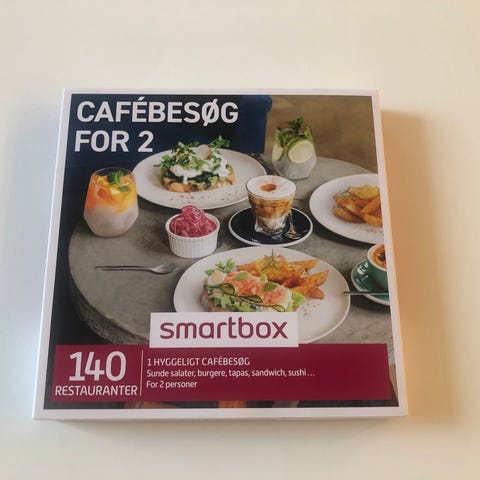 CAFÉBESØG
FOR 2
smartbox
140
RESTAURANTER
1 HYGGELIGT CAFÉBESØG
Sunde salater, burgere, tapas, sandwich, sushi ...
For 2 personer